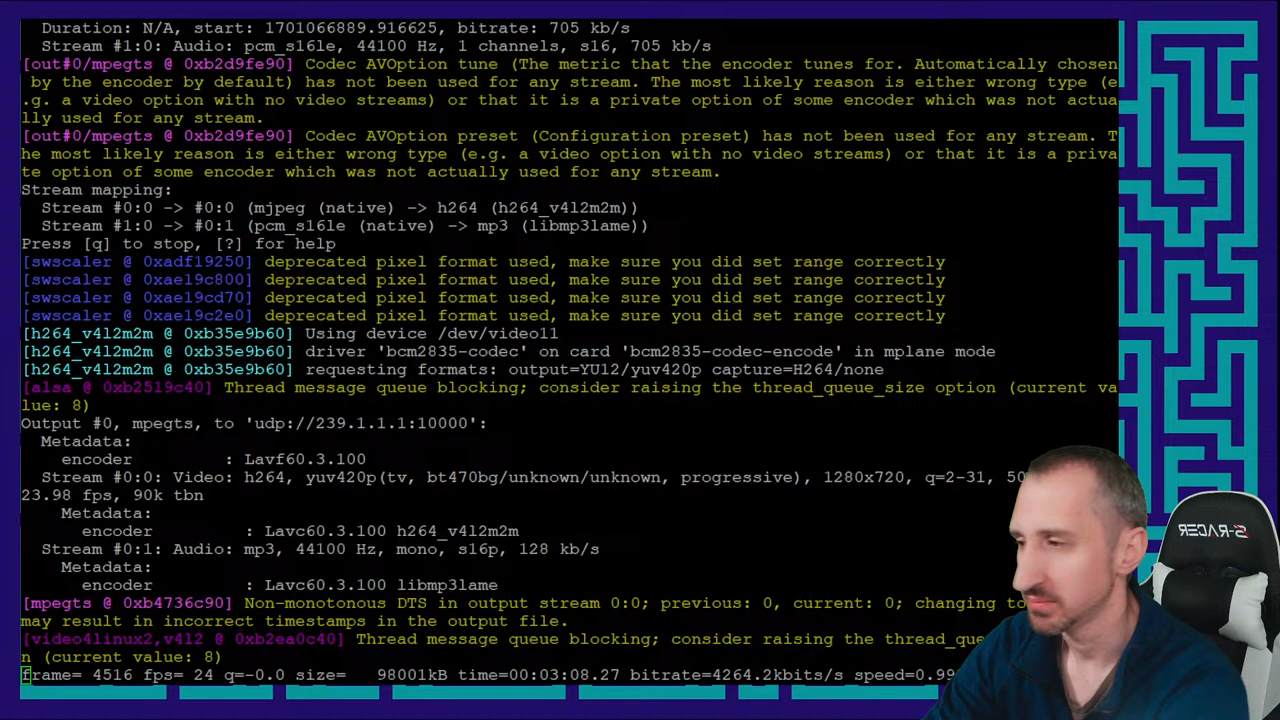 Duration: N/A, start: 1701066889.916625, bitrate: 705 kb/s
Stream #1:0: Audio: pcm_s16le, 44100 Hz, 1 channels, s16, 705 kb/s
[out#0/mpegts @ 0xb2d9fe90] Codec AVOption tune (The metric that the encoder tunes for. Automatically chosen
by the encoder by default) has not been used for any stream. The most likely reason is either wrong type (e
.g. a video option with no video streams) or that it is a private option of some encoder which was not actua
lly used for any stream.
[out#0/mpegts @ 0xb2d9fe90] Codec AVOption preset (Configuration preset) has not been used for any stream. T
he most likely reason is either wrong type (e.g. a video option with no video streams) or that it is a priva
te option of some encoder which was not actually used for any stream.
Stream mapping:
Stream #0:0 -> #0:0 (mjpeg (native) -> h264 (h264_v4l2m2m))
Stream #1:0 -> #0:1 (pcm_s16le (native) -> mp3 (libmp3lame))
Press [q] to stop, [?] for help
[swscaler @ 0xadf19250] deprecated pixel format used, make sure you did set range correctly
[swscaler @ 0xae19c800] deprecated pixel format used, make sure you did set range correctly
[swscaler @ 0xae19cd70] deprecated pixel format used, make sure you did set range correctly
[swscaler @ 0xae19c2e0] deprecated pixel format used, make sure you did set range correctly
[h264_v4l2m2m @ 0xb35e9b60] Using device /dev/video11
[h264_v4l2m2m @ 0xb35e9b60] driver 'bcm2835-codec' on card 'bcm2835-codec-encode' in mplane mode
[h264_v4l2m2m @ 0xb35e9b60] requesting formats: output=YU12/yuv420p capture=H264/none
[alsa @ 0xb2519c40] Thread message queue blocking; consider raising the thread_queue_size option (current va
lue: 8)
Output #0, mpegts, to 'udp://239.1.1.1:10000':
Metadata:
encoder : Lavf60.3.100
Stream #0:0: Video: h264, yuv420p(tv, bt470bg/unknown/unknown, progressive), 1280x720, q=2-31, 50
23.98 fps, 90k tbn
Metadata:
encoder : Lavc60.3.100 h264_v4l2m2m
Stream #0:1: Audio: mp3, 44100 Hz, mono, s16p, 128 kb/s
Metadata:
encoder : Lavc60.3.100 libmp3lame
[mpegts @ 0xb4736c90] Non-monotonous DTS in output stream 0:0; previous: 0, current: 0; changing to
may result in incorrect timestamps in the output file.
[video4linux2,v4l2 @ 0xb2ea0c40] Thread message queue blocking; consider raising the thread_que
n (current value: 8)
frame= 4516 fps= 24 q=-0.0 size= 98001kB time=00:03:08.27 bitrate=4264.2kbits/s speed=0.99
S-RACER